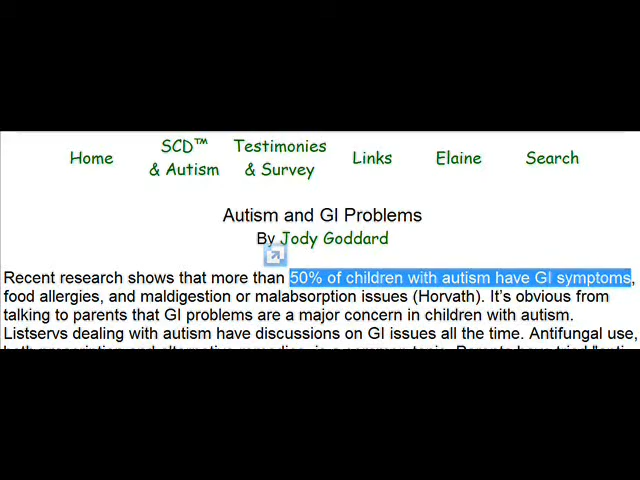 Home SCD™ & Autism Testimonies & Survey Links Elaine Search
Autism and GI Problems
By Jody Goddard
Recent research shows that more than 50% of children with autism have GI symptoms,
food allergies, and maldigestion or malabsorption issues (Horvath). It's obvious from
talking to parents that GI problems are a major concern in children with autism.
Listservs dealing with autism have discussions on GI issues all the time. Antifungal use,